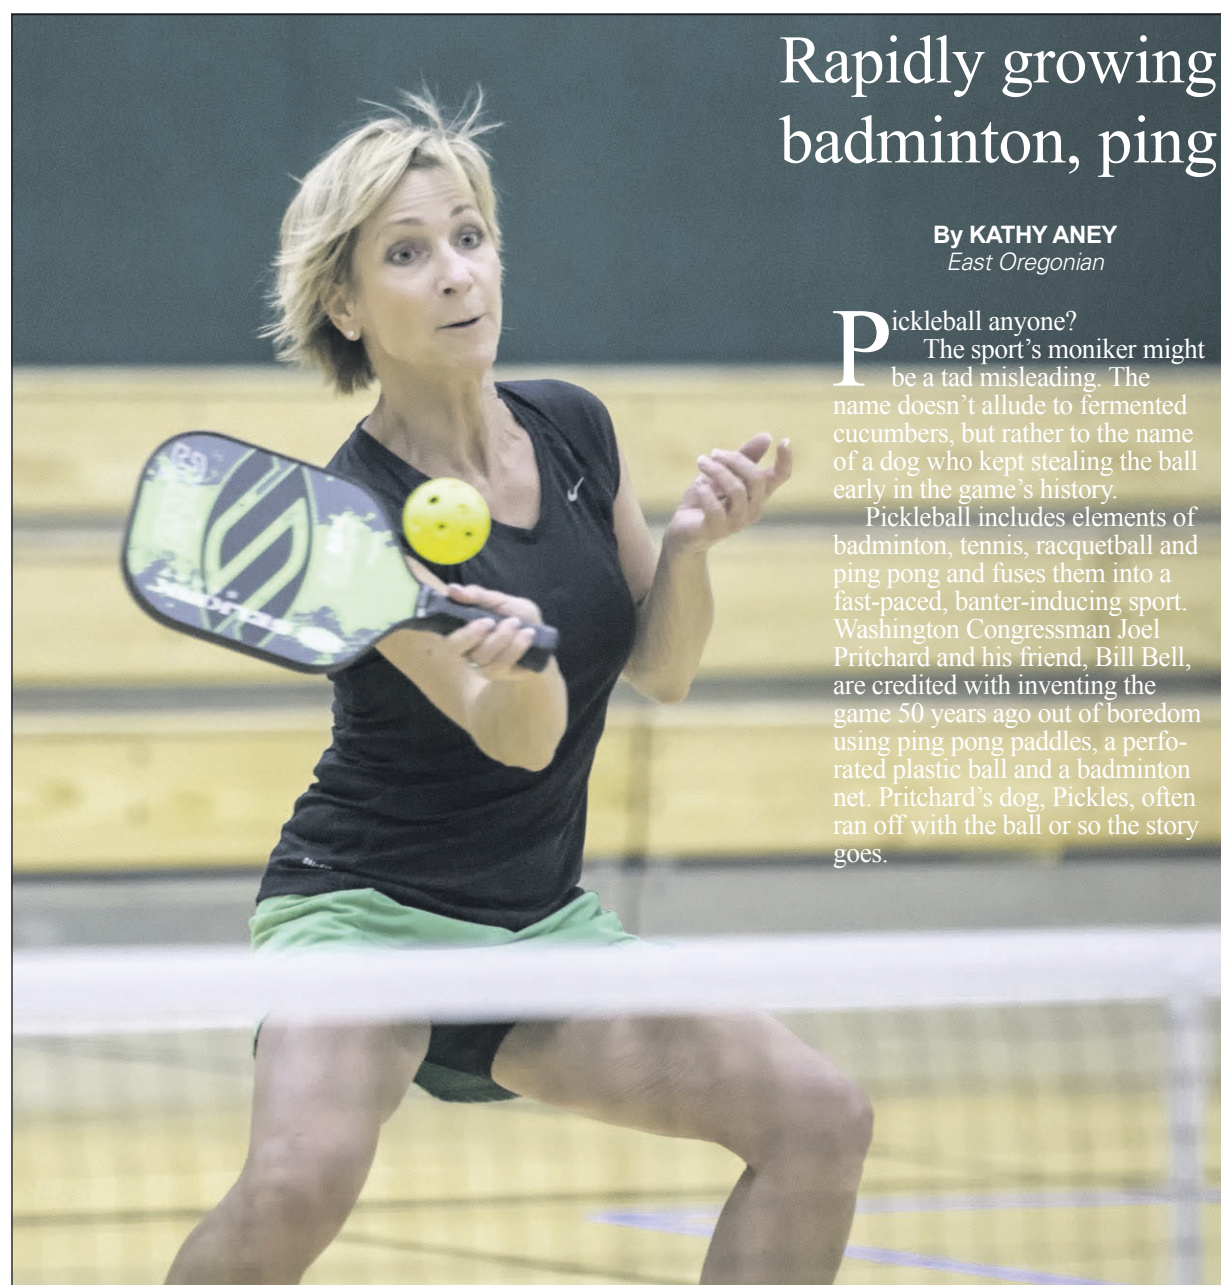 Rapidly growing
badminton, ping
By KATHY ANEY
East Oregonian
Pickleball anyone?
The sport’s moniker might
be a tad misleading. The
name doesn’t allude to fermented
cucumbers, but rather to the name
of a dog who kept stealing the ball
early in the game’s history.
Pickleball includes elements of
badminton, tennis, racquetball and
ping pong and fuses them into a
fast-paced, banter-inducing sport.
Washington Congressman Joel
Pritchard and his friend, Bill Bell,
are credited with inventing the
game 50 years ago out of boredom
using ping pong paddles, a perfo-
rated plastic ball and a badminton
net. Pritchard’s dog, Pickles, often
ran off with the ball or so the story
goes.